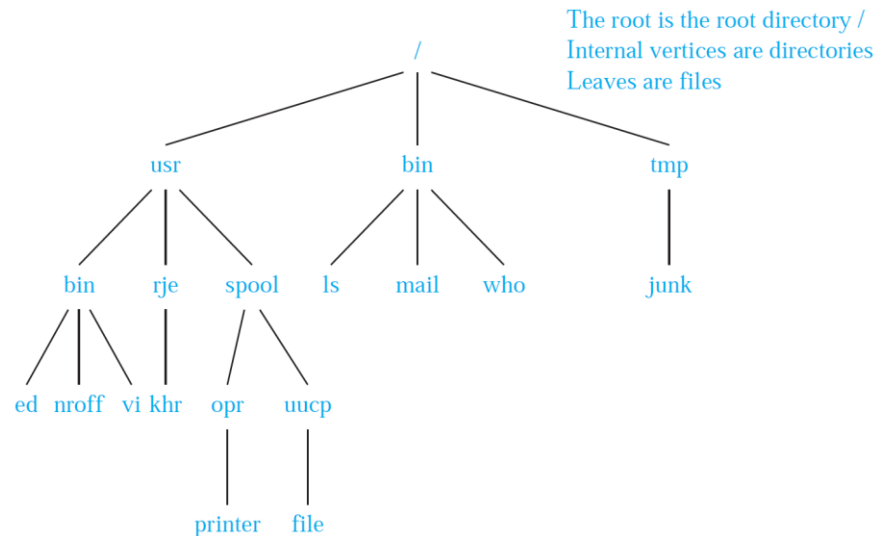 The root is the root directory /
Internal vertices are directories
Leaves are files
/
usr bin tmp
bin rje spool ls mail who junk
ed nroff vi khr opr uucp
printer file